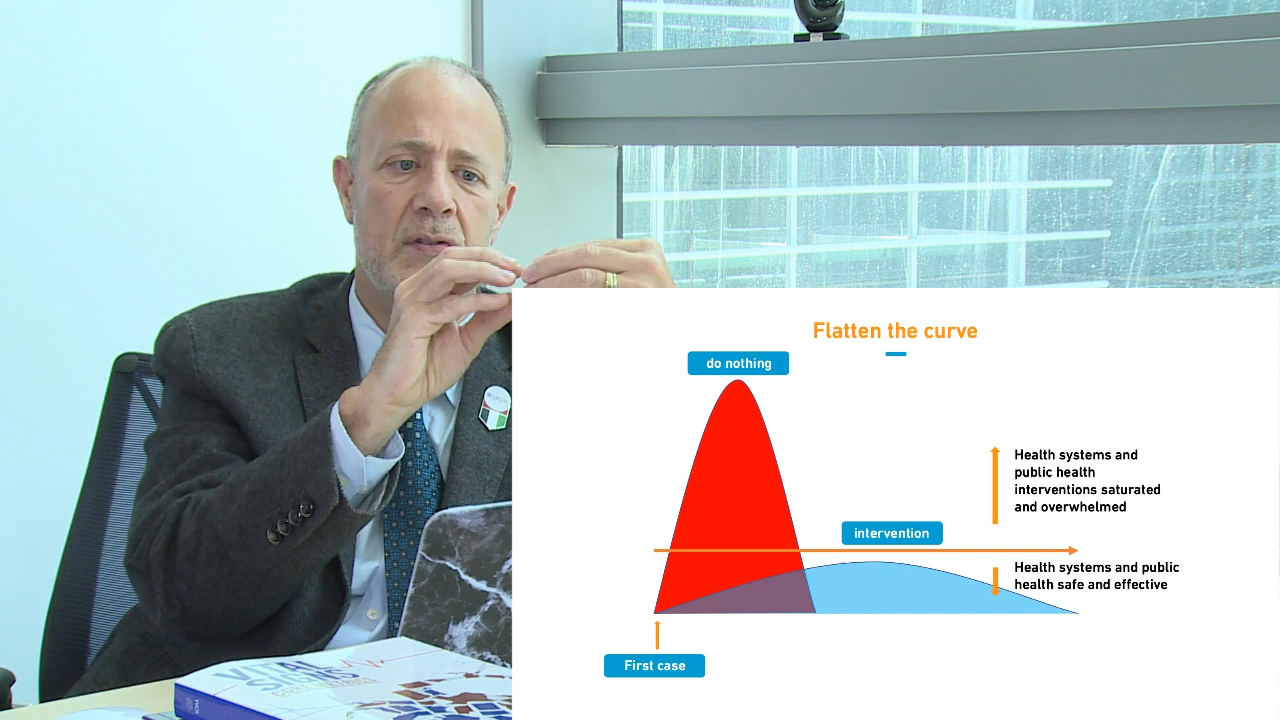 Flatten the curve
do nothing
Health systems and
public health
interventions saturated
and overwhelmed
intervention
Health systems and public
health safe and effective
First case
VITAL
SIGNS